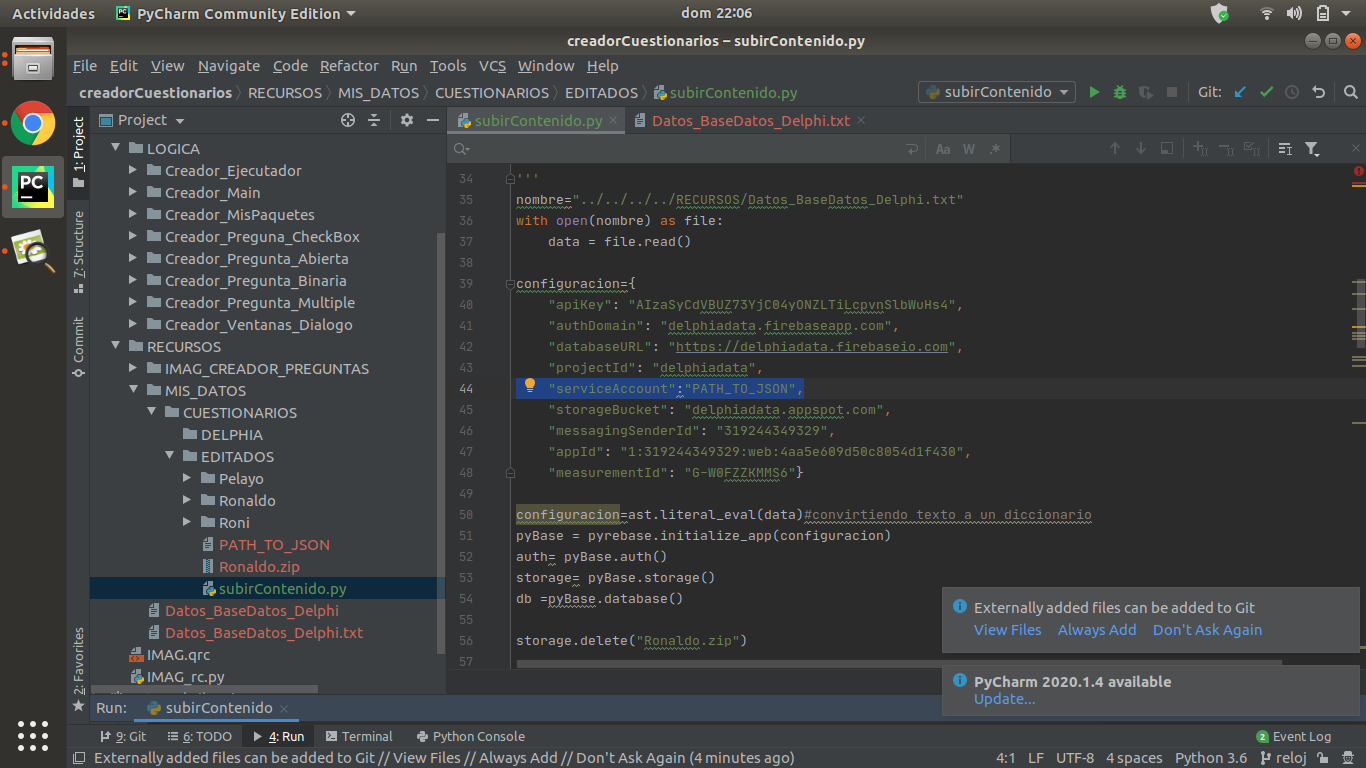 Actividades PyCharm Community Edition dom 22:06
creadorCuestionarios – subirContenido.py
File Edit View Navigate Code Refactor Run Tools VCS Window Help
creadorCuestionarios RECURSOS MIS_DATOS CUESTIONARIOS EDITADOS subirContenido.py subirContenido Git:
Project
subirContenido.py Datos_BaseDatos_Delphi.txt
1: Project
7: Structure
Commit
2: Favorites
Aa W .*
LOGICA
Creador_Ejecutador
Creador_Main
Creador_MisPaquetes
Creador_Preguna_CheckBox
Creador_Pregunta_Abierta
Creador_Pregunta_Binaria
Creador_Pregunta_Multiple
Creador_Ventanas_Dialogo
RECURSOS
IMAG_CREADOR_PREGUNTAS
MIS_DATOS
CUESTIONARIOS
DELPHIA
EDITADOS
Pelayo
Ronaldo
Roni
PATH_TO_JSON
Ronaldo.zip
subirContenido.py
Datos_BaseDatos_Delphi
Datos_BaseDatos_Delphi.txt
IMAG.qrc
IMAG_rc.py
34 '''
35 nombre="../../../../RECURSOS/Datos_BaseDatos_Delphi.txt"
36 with open(nombre) as file:
37 data = file.read()
38
39 configuracion={
40 "apiKey": "AIzaSyCdVBUZ73YjC04yONZLTiLcpvnSlbWuHs4",
41 "authDomain": "delphiadata.firebaseapp.com",
42 "databaseURL": "https://delphiadata.firebaseio.com",
43 "projectId": "delphiadata",
44 "serviceAccount":"PATH_TO_JSON",
45 "storageBucket": "delphiadata.appspot.com",
46 "messagingSenderId": "319244349329",
47 "appId": "1:319244349329:web:4aa5e609d50c8054d1f430",
48 "measurementId": "G-W0FZZKMMS6"}
49
50 configuracion=ast.literal_eval(data)#convirtiendo texto a un diccionario
51 pyBase = pyrebase.initialize_app(configuracion)
52 auth= pyBase.auth()
53 storage= pyBase.storage()
54 db =pyBase.database()
55
56 storage.delete("Ronaldo.zip")
57
Externally added files can be added to Git
View Files Always Add Don't Ask Again
PyCharm 2020.1.4 available
Update...
Run: subirContenido
9: Git 6: TODO 4: Run Terminal Python Console 2 Event Log
Externally added files can be added to Git // View Files // Always Add // Don't Ask Again (4 minutes ago) 4:1 LF UTF-8 4 spaces Python 3.6 reloj